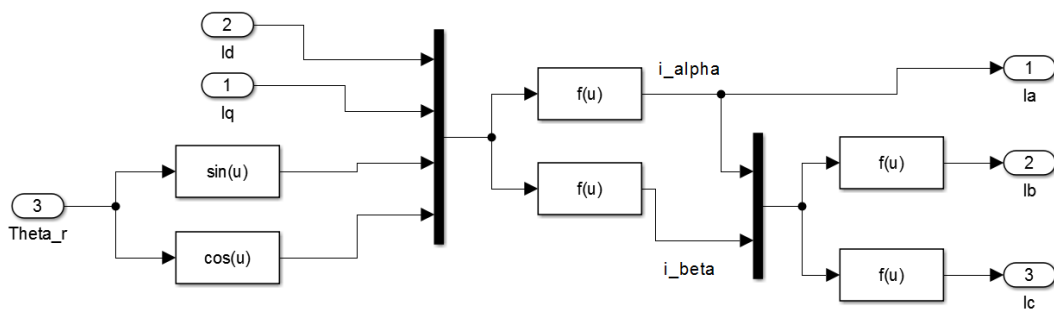 2
Id
1
Iq
3
Theta_r
sin(u)
cos(u)
f(u)
i_alpha
f(u)
i_beta
f(u)
f(u)
1
Ia
2
Ib
3
Ic